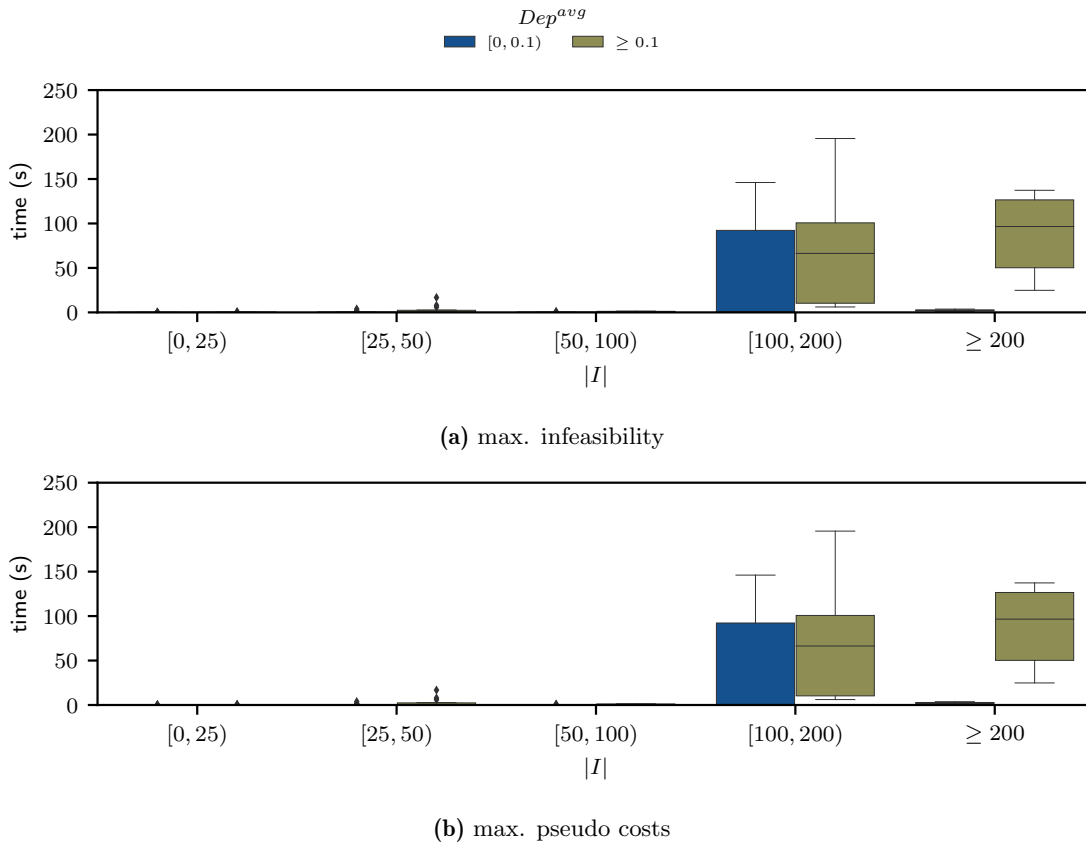 Dep^{avg}
[0, 0.1) ≥ 0.1
250
200
150
100
50
0
time (s)
[0, 25) [25, 50) [50, 100) [100, 200) ≥ 200
|I|
(a) max. infeasibility
250
200
150
100
50
0
time (s)
[0, 25) [25, 50) [50, 100) [100, 200) ≥ 200
|I|
(b) max. pseudo costs